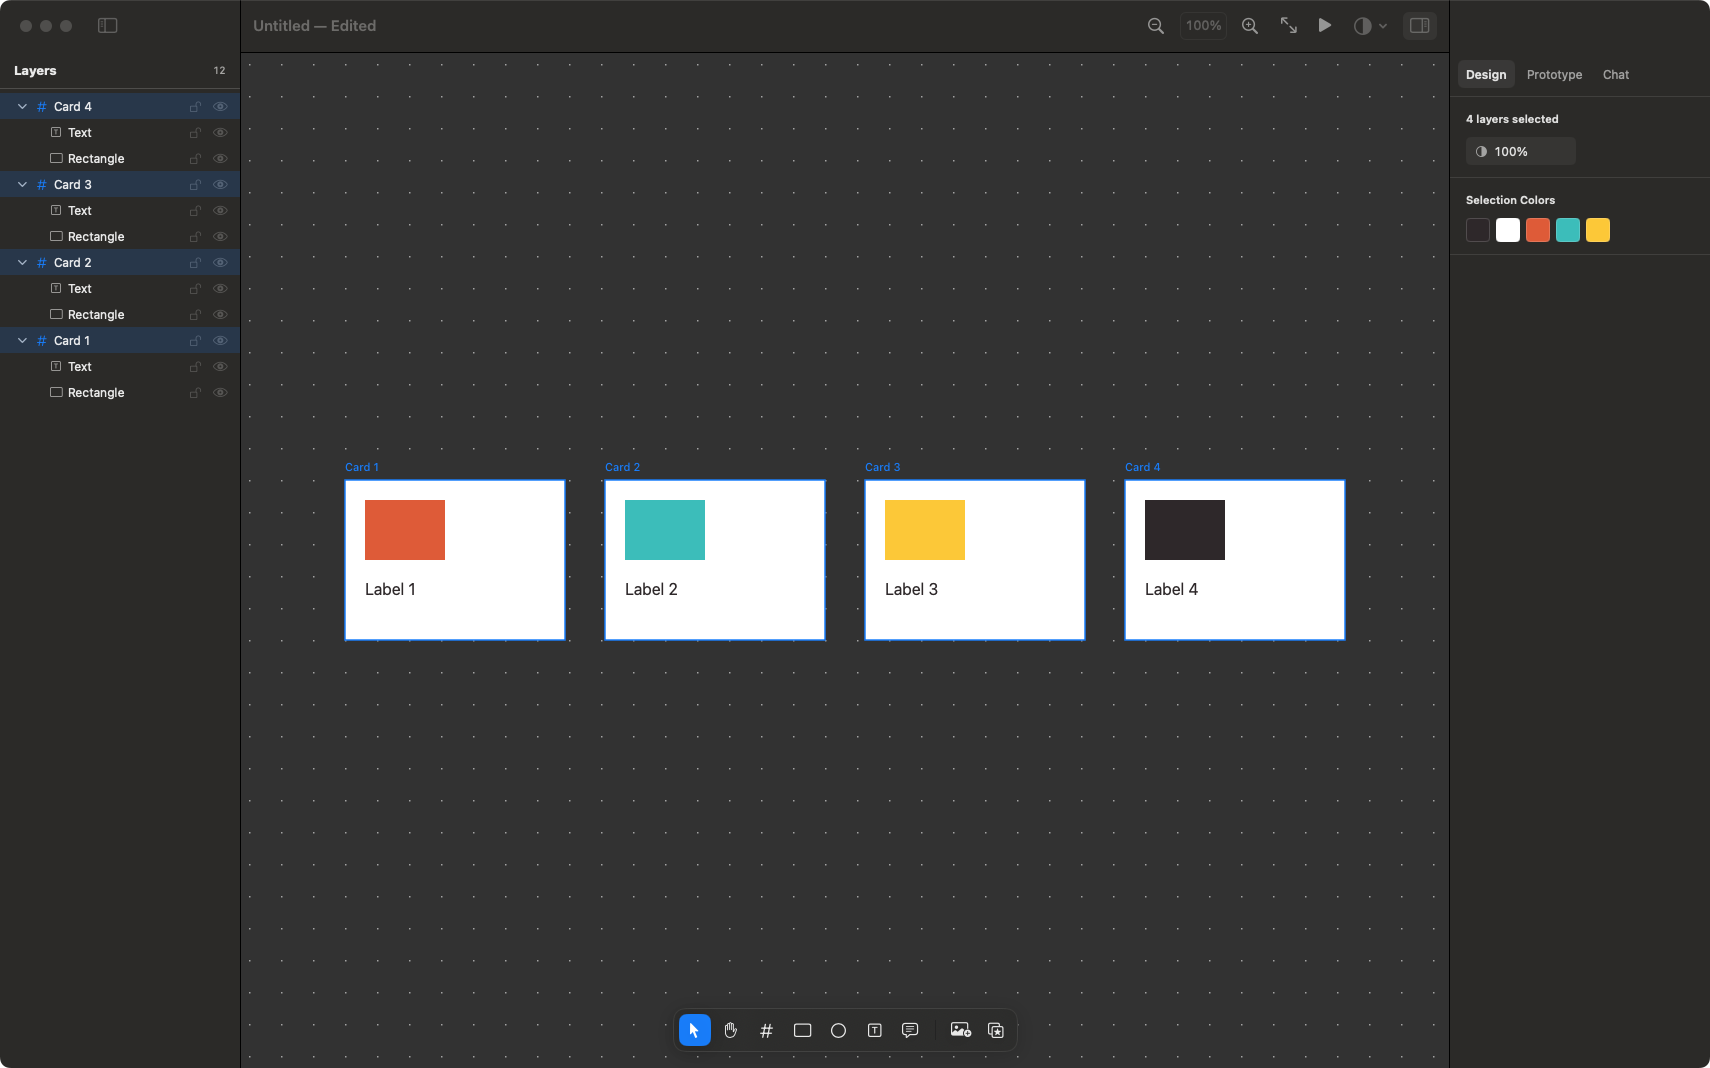 Untitled — Edited
100%
Layers
12
Card 4
Text
Rectangle
Card 3
Text
Rectangle
Card 2
Text
Rectangle
Card 1
Text
Rectangle
Card 1
Card 2
Card 3
Card 4
Label 1
Label 2
Label 3
Label 4
Design
Prototype
Chat
4 layers selected
100%
Selection Colors